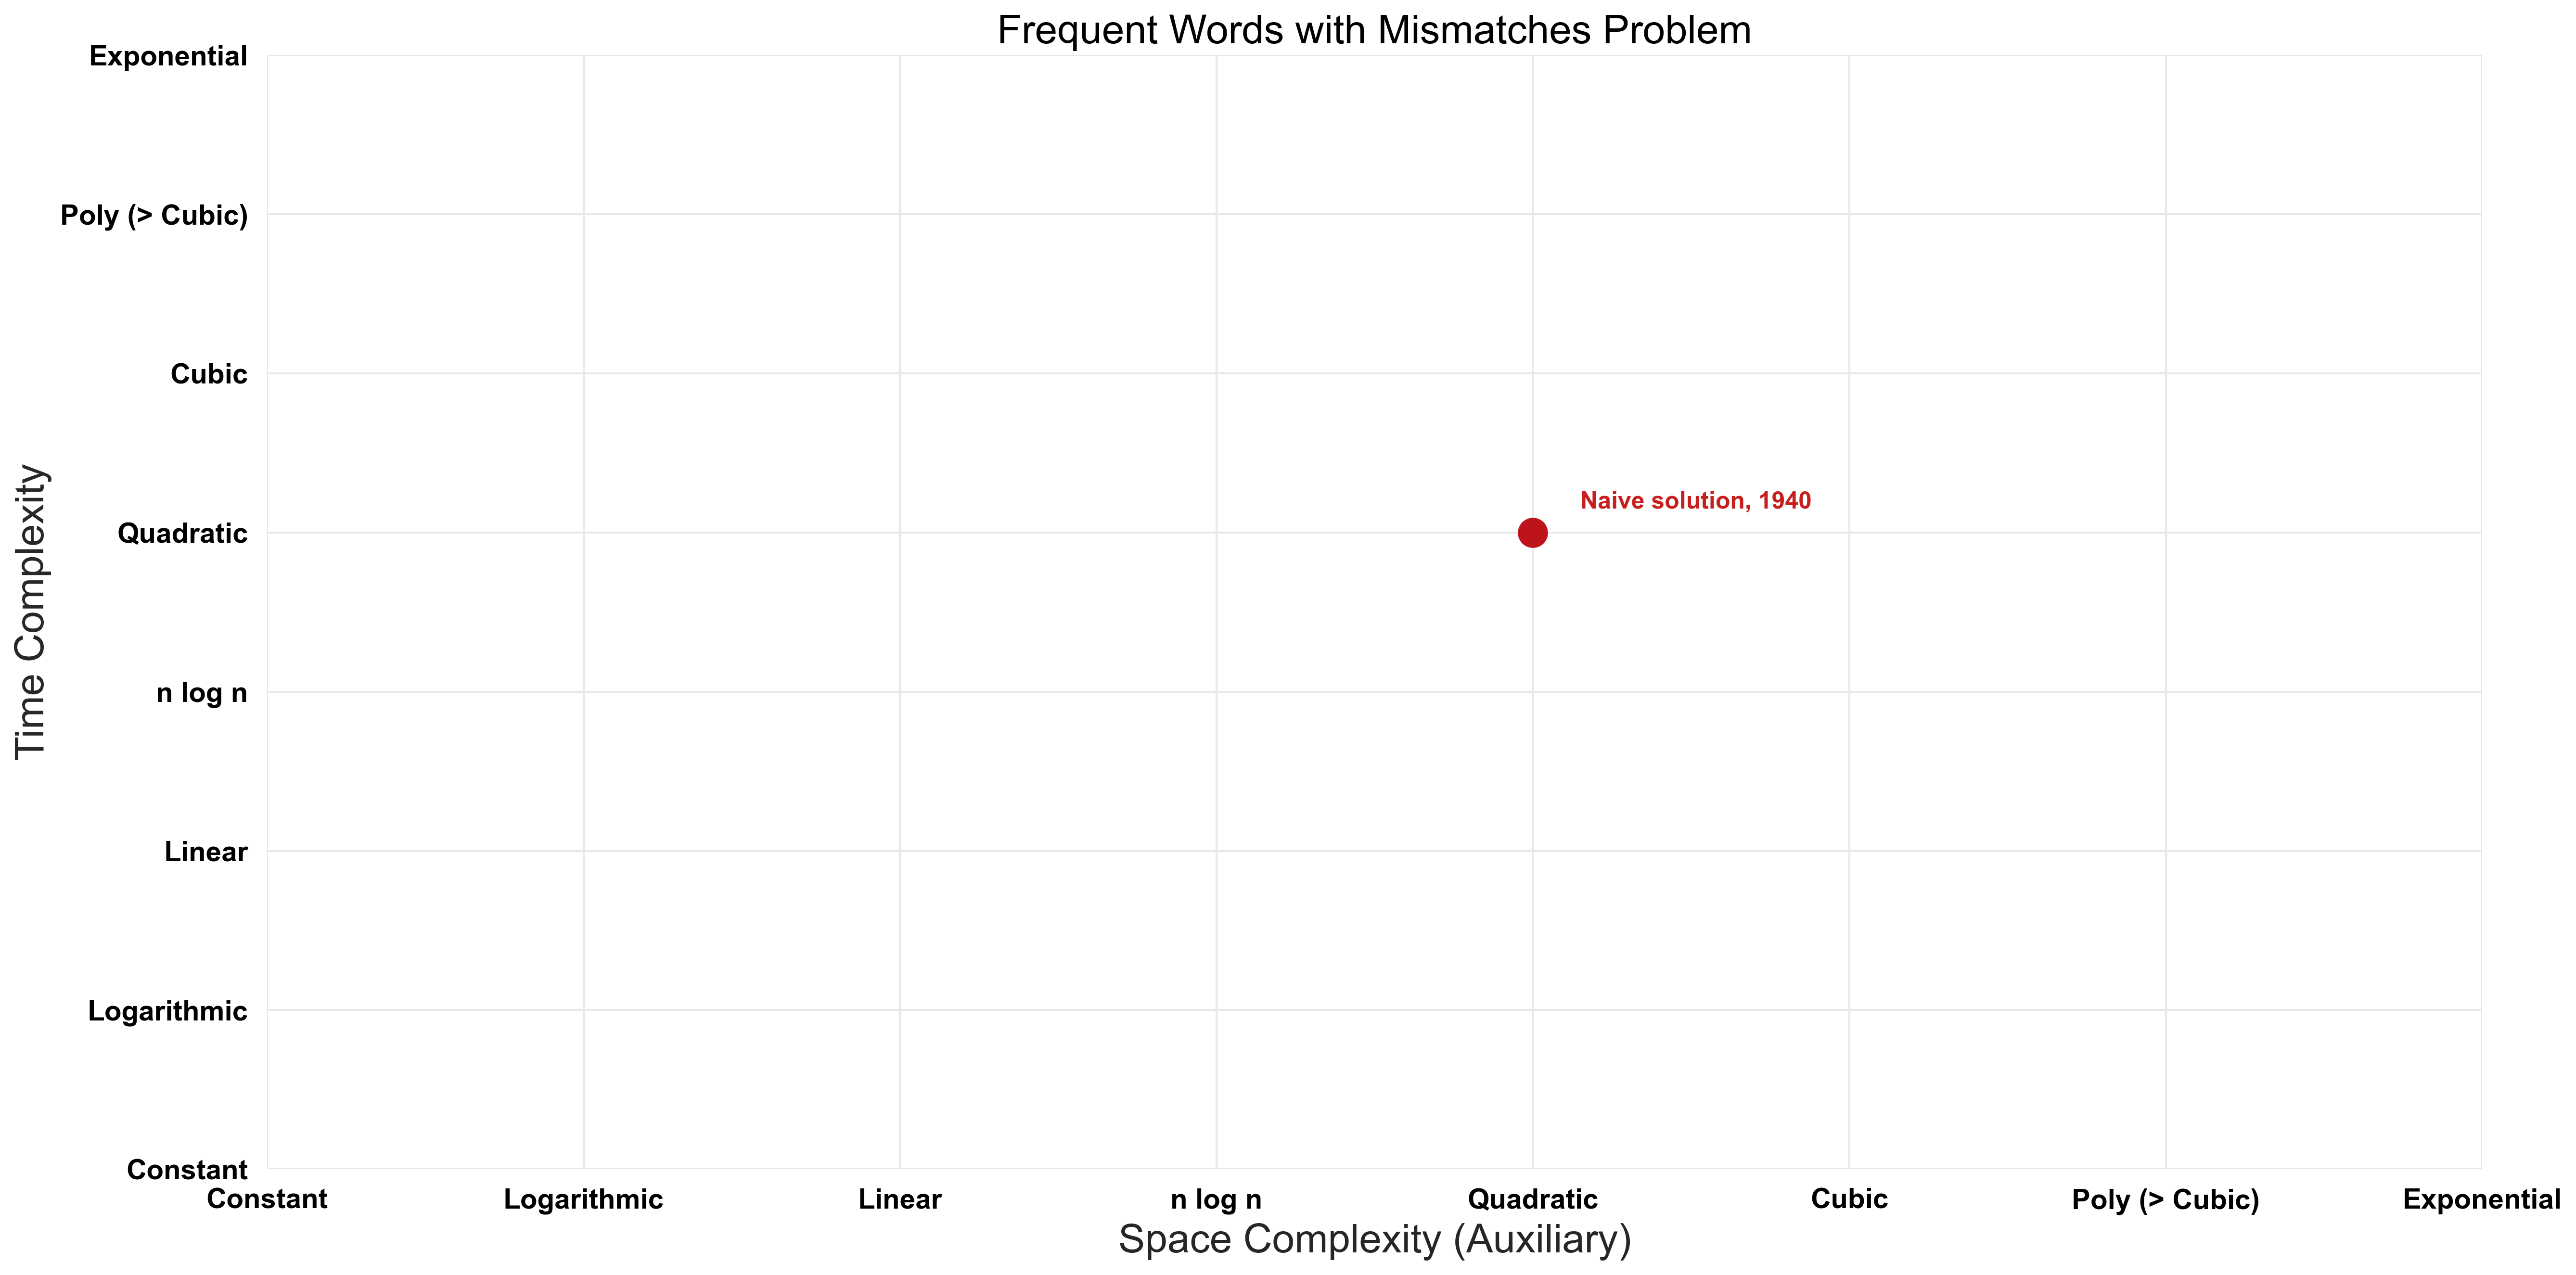 Frequent Words with Mismatches Problem
Exponential
Poly (> Cubic)
Cubic
Quadratic
n log n
Linear
Logarithmic
Constant
Time Complexity
Naive solution, 1940
Constant
Logarithmic
Linear
n log n
Quadratic
Cubic
Poly (> Cubic)
Exponential
Space Complexity (Auxiliary)